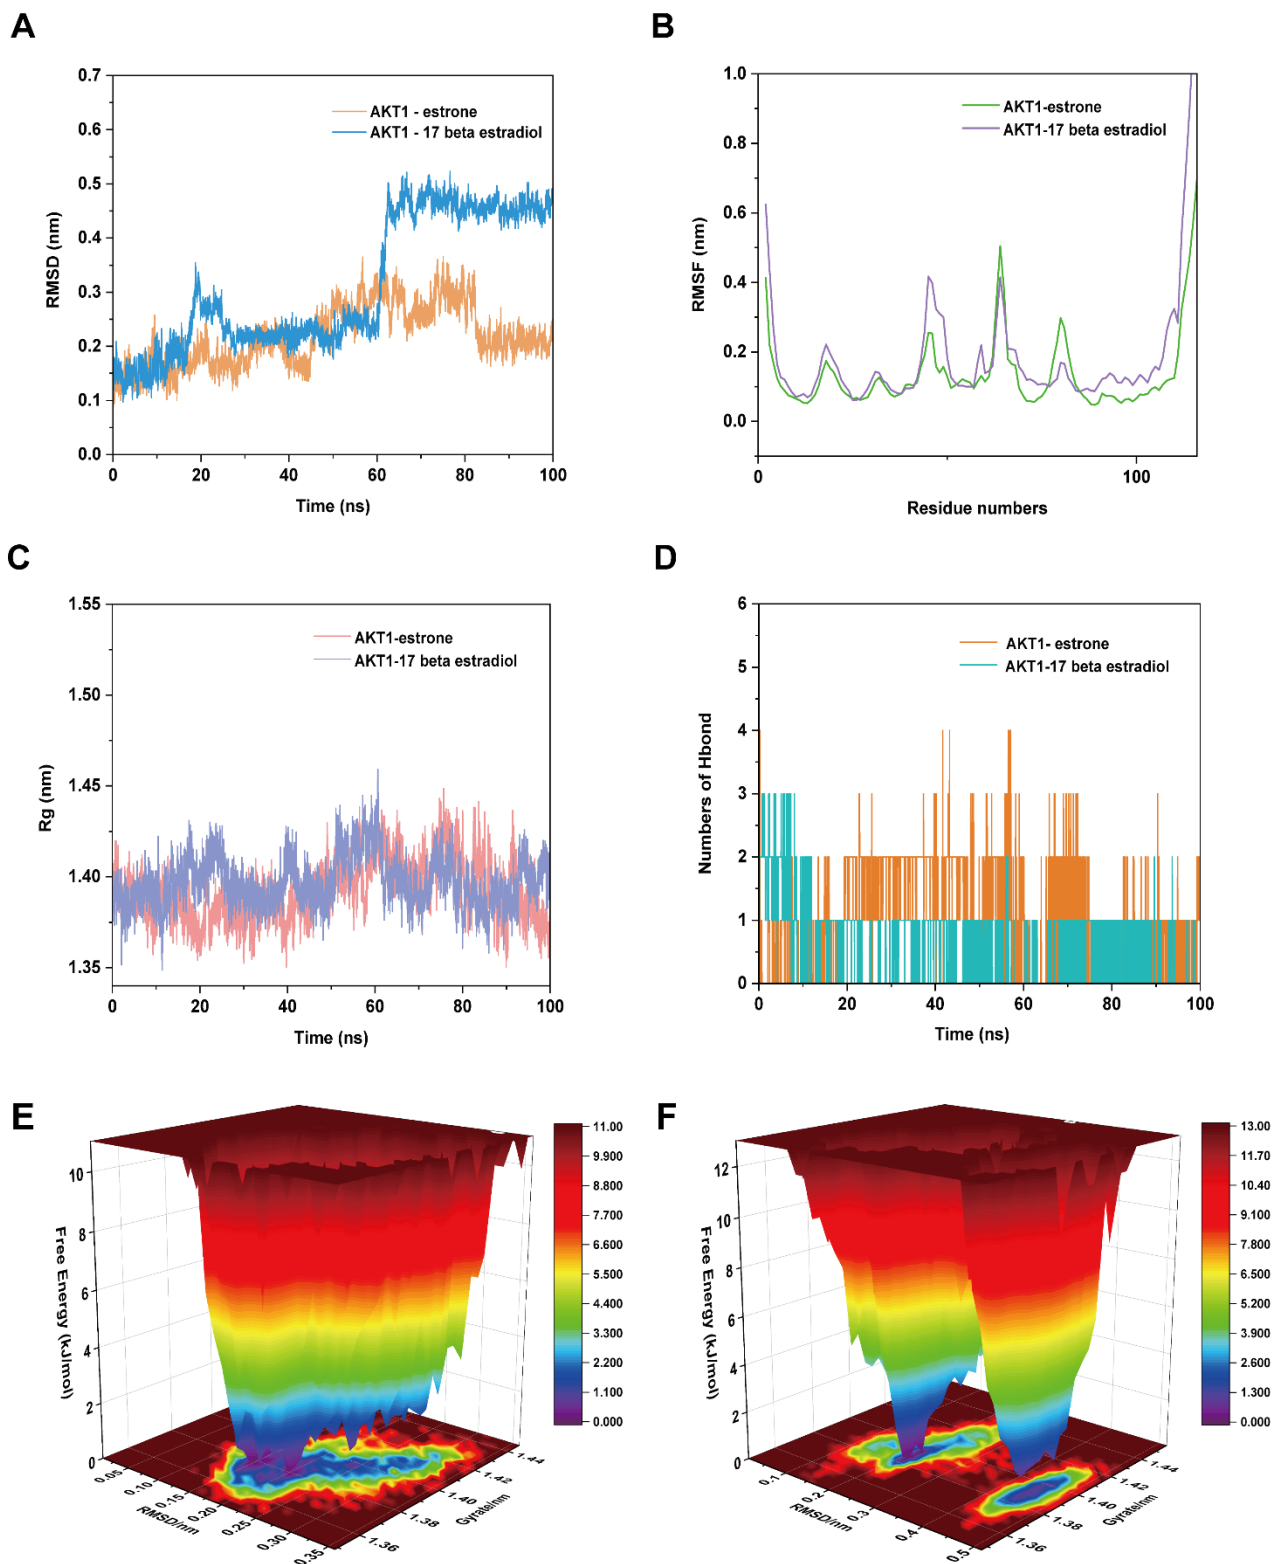 A
0.7
0.6
0.5
0.4
0.3
0.2
0.1
0.0
RMSD (nm)
AKT1 - estrone
AKT1 - 17 beta estradiol
0 20 40 60 80 100
Time (ns)
B
1.0
0.8
0.6
0.4
0.2
0.0
RMSF (nm)
AKT1-estrone
AKT1-17 beta estradiol
0 100
Residue numbers
C
1.55
1.50
1.45
1.40
1.35
Rg (nm)
AKT1-estrone
AKT1-17 beta estradiol
0 20 40 60 80 100
Time (ns)
D
6
5
4
3
2
1
0
Numbers of Hbond
AKT1- estrone
AKT1-17 beta estradiol
0 20 40 60 80 100
Time (ns)
E
10
8
6
4
2
0
Free Energy (kJ/mol)
0.05
0.10
0.15
0.20
0.25
0.30
0.35
RMSD/nm
1.36
1.38
1.40
1.42
1.44
Gyrate/nm
11.00
9.900
8.800
7.700
6.600
5.500
4.400
3.300
2.200
1.100
0.000
F
12
10
8
6
4
2
0
Free Energy (kJ/mol)
0.1
0.2
0.3
0.4
0.5
RMSD/nm
1.36
1.38
1.40
1.42
1.44
Gyrate/nm
13.00
11.70
10.40
9.100
7.800
6.500
5.200
3.900
2.600
1.300
0.000